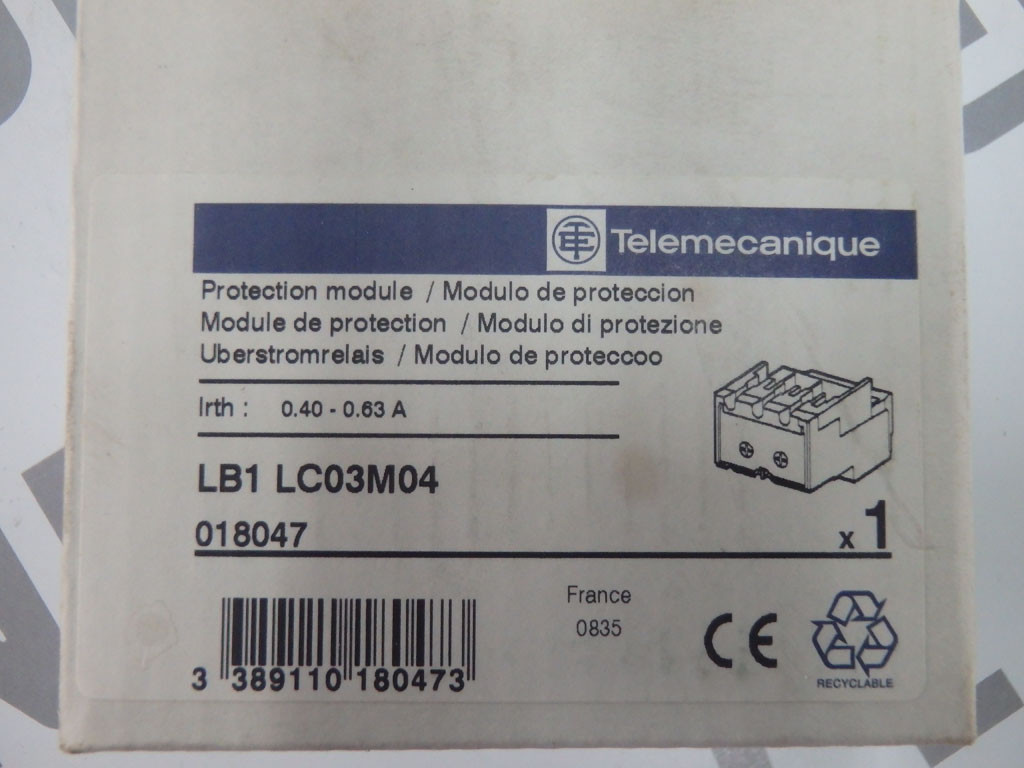 Telemecanique
Protection module / Modulo de proteccion
Module de protection / Modulo di protezione
Uberstromrelais / Modulo de proteccoo
Irth : 0.40 - 0.63 A
LB1 LC03M04
018047
x 1
France
0835
CE
3 389110 180473
RECYCLABLE